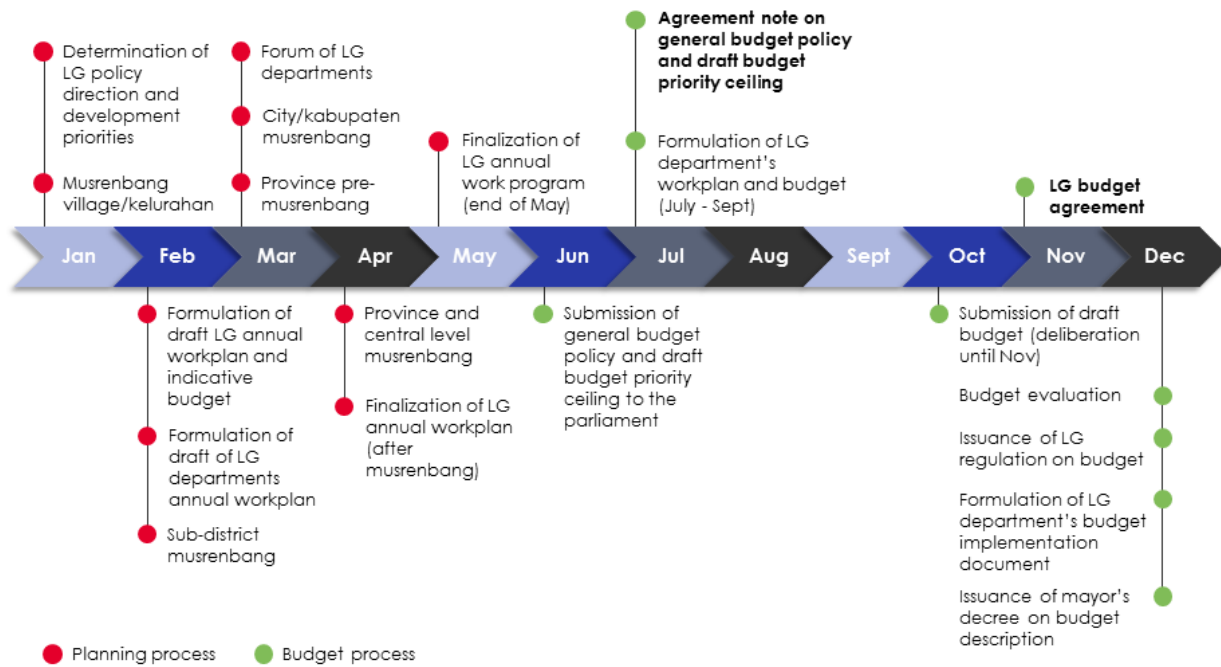 Determination of
LG policy
direction and
development
priorities
Musrenbang
village/kelurahan
Forum of LG
departments
City/kabupaten
musrenbang
Province pre-
musrenbang
Finalization of
LG annual
work program
(end of May)
Agreement note on
general budget policy
and draft budget
priority ceiling
Formulation of LG
department's
workplan and budget
(July - Sept)
LG budget
agreement
Jan
Feb
Mar
Apr
May
Jun
Jul
Aug
Sept
Oct
Nov
Dec
Formulation of
draft LG annual
workplan and
indicative
budget
Formulation of
draft of LG
departments
annual workplan
Sub-district
musrenbang
Province and
central level
musrenbang
Finalization of LG
annual workplan
(after
musrenbang)
Submission of
general budget
policy and draft
budget priority
ceiling to the
parliament
Submission of draft
budget (deliberation
until Nov)
Budget evaluation
Issuance of LG
regulation on budget
Formulation of LG
department's budget
implementation
document
Issuance of mayor's
decree on budget
description
Planning process
Budget process